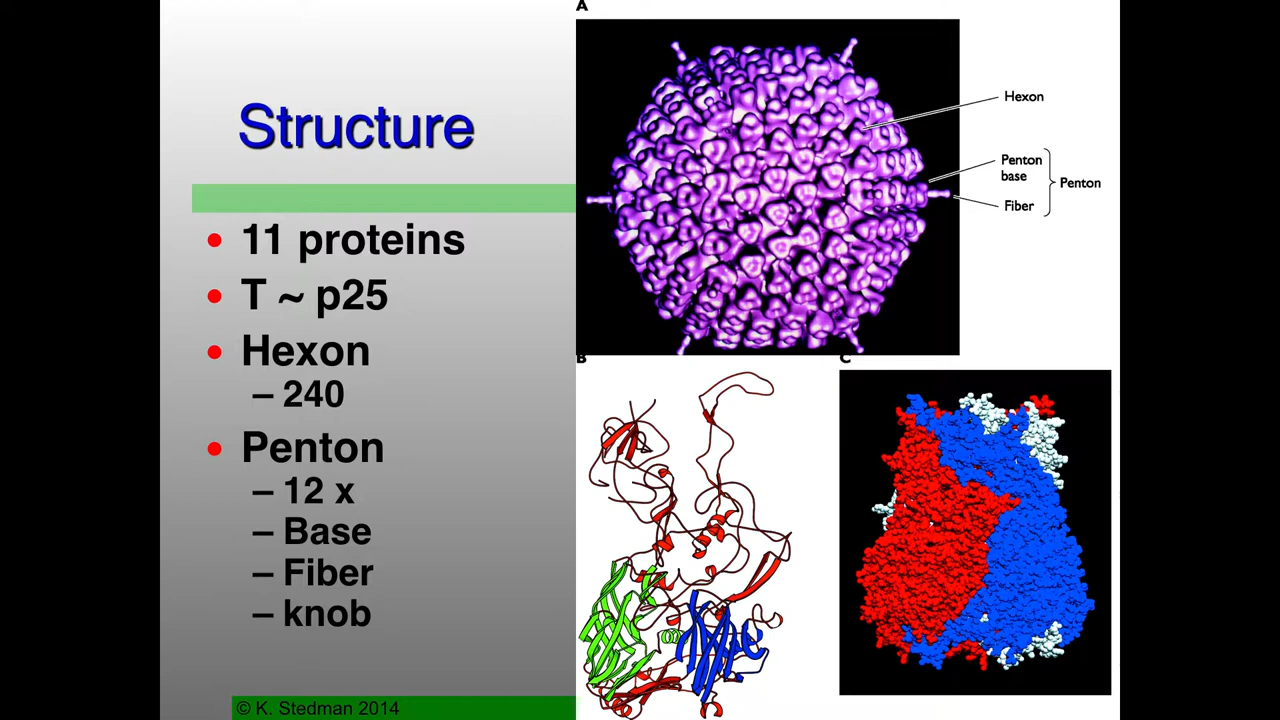 Structure
• 11 proteins
• T ~ p25
• Hexon
– 240
• Penton
– 12 x
– Base
– Fiber
– knob
© K. Stedman 2014
A
Hexon
Penton
base
Penton
Fiber
B
C